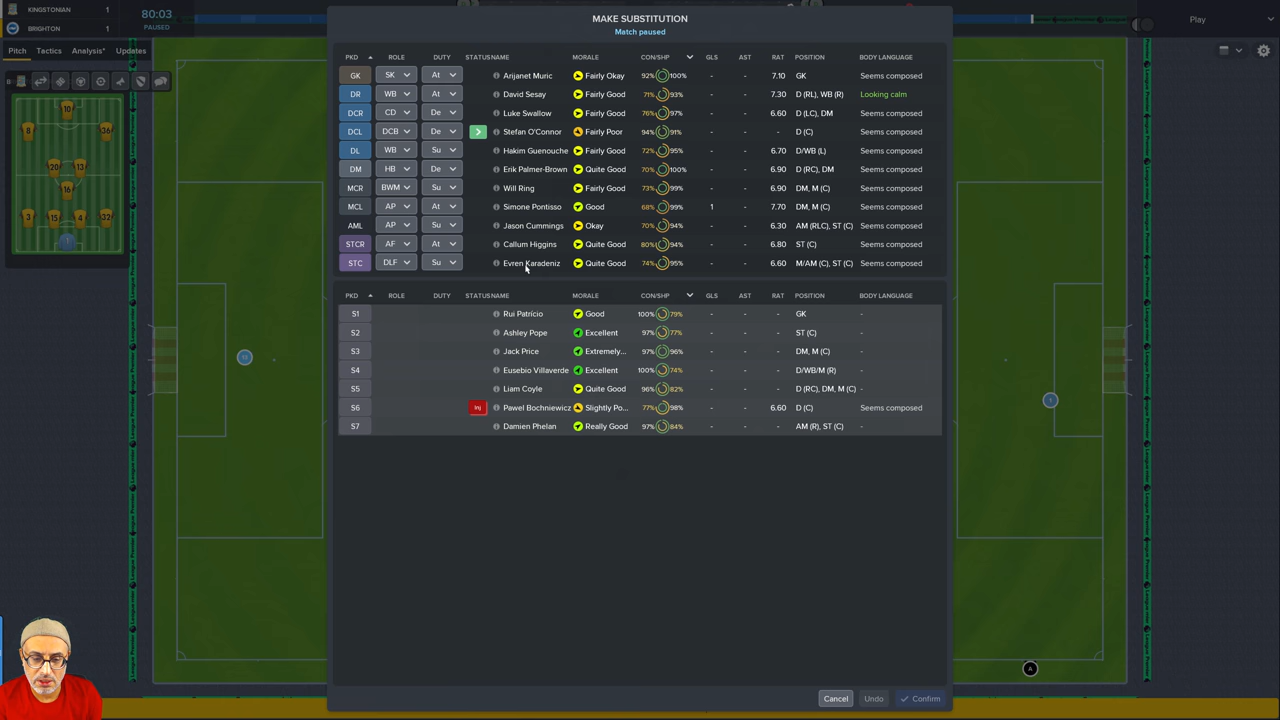 KINGSTONIAN 1
BRIGHTON 1
80:03
PAUSED
Play
Pitch Tactics Analysis* Updates
10
8 36
20 13
16
3 15 4 32
MAKE SUBSTITUTION
Match paused
PKD ROLE DUTY STATUS NAME MORALE CON/SHP GLS AST RAT POSITION BODY LANGUAGE
GK SK At Arijanet Muric Fairly Okay 92% 100% - - 7.10 GK Seems composed
DR WB At David Sesay Fairly Good 71% 93% - - 7.30 D (RL), WB (R) Looking calm
DCR CD De Luke Swallow Fairly Good 76% 97% - - 6.60 D (LC), DM Seems composed
DCL DCB De Stefan O'Connor Fairly Poor 94% 91% - - - D (C) Seems composed
DL WB Su Hakim Guenouche Fairly Good 72% 95% - - 6.70 D/WB (L) Seems composed
DM HB De Erik Palmer-Brown Quite Good 70% 100% - - 6.90 D (RC), DM Seems composed
MCR BWM Su Will Ring Fairly Good 73% 99% - - 6.90 DM, M (C) Seems composed
MCL AP At Simone Pontisso Good 68% 99% 1 - 7.70 DM, M (C) Seems composed
AML AP Su Jason Cummings Okay 70% 94% - - 6.30 AM (RLC), ST (C) Seems composed
STCR AF At Callum Higgins Quite Good 80% 94% - - 6.80 ST (C) Seems composed
STC DLF Su Evren Karadeniz Quite Good 74% 95% - - 6.60 M/AM (C), ST (C) Seems composed
PKD ROLE DUTY STATUS NAME MORALE CON/SHP GLS AST RAT POSITION BODY LANGUAGE
S1 Rui Patrício Good 100% 79% - - - GK -
S2 Ashley Pope Excellent 97% 77% - - - ST (C) -
S3 Jack Price Extremely... 97% 96% - - - DM, M (C) -
S4 Eusebio Villaverde Excellent 100% 74% - - - D/WB/M (R) -
S5 Liam Coyle Quite Good 96% 82% - - - D (RC), DM, M (C) -
S6 Inj Pawel Bochniewicz Slightly Po... 77% 98% - - 6.60 D (C) Seems composed
S7 Damien Phelan Really Good 97% 84% - - - AM (R), ST (C) -
A
Cancel Undo Confirm